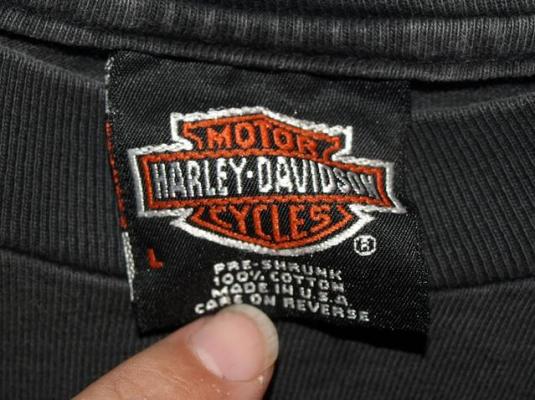 MOTOR
HARLEY-DAVIDSON
CYCLES
®
L
PRE-SHRUNK
100% COTTON
MADE IN U.S.A
CARE ON REVERSE